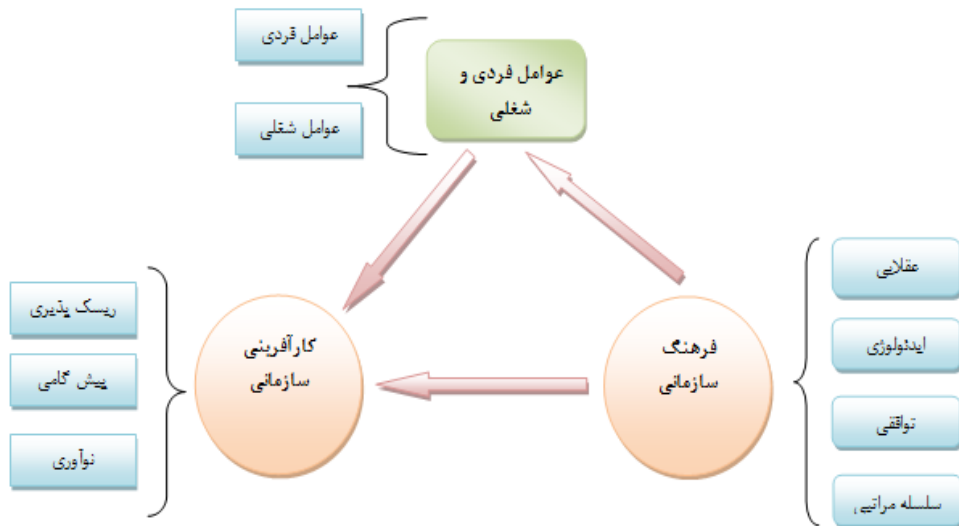 عوامل قردی
عوامل شغلی
عوامل فردی و
شغلی
عقلایی
ایدئولوژی
توافقی
سلسله مراتبی
فرهنگ
سازمانی
کارآفرینی
سازمانی
ریسک پذیری
پیش گامی
نوآوری